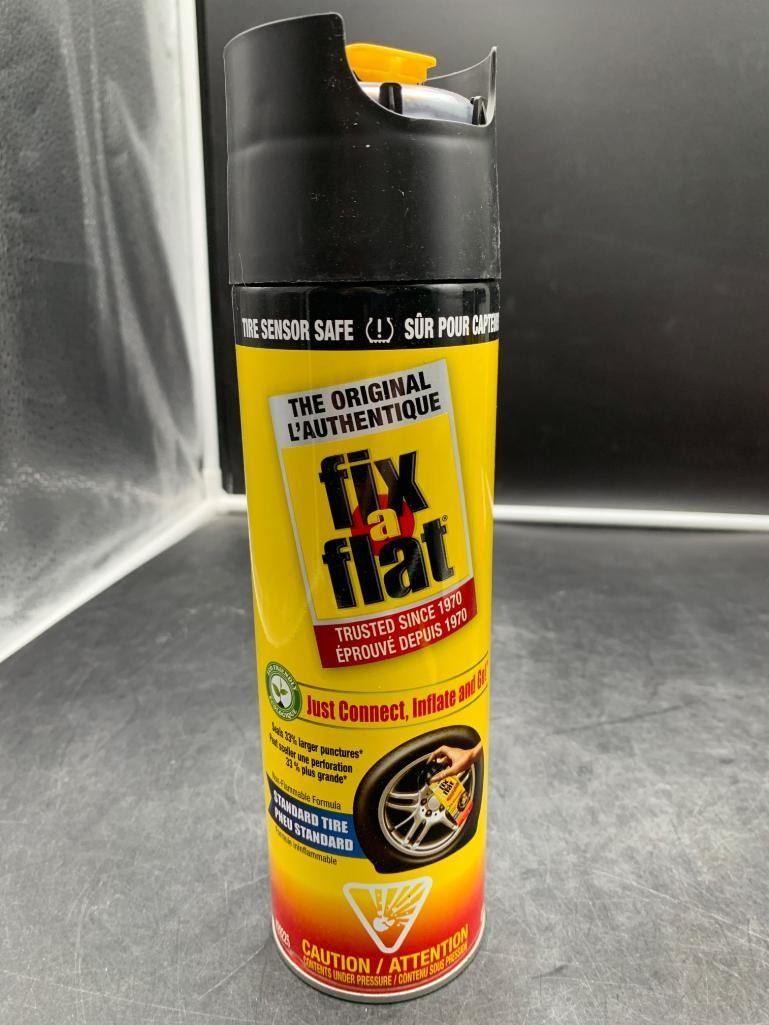 TIRE SENSOR SAFE SÛR POUR
THE ORIGINAL
L'AUTHENTIQUE
fix
a
flat®
TRUSTED SINCE 1970
ÉPROUVÉ DEPUIS 1970
Just Connect, Inflate and Go!
Seals 33% larger punctures*
Peut sceller une perforation
33 % plus grande*
Non-Flammable Formula
STANDARD TIRE
PNEU STANDARD
ininflammable
fix
a
flat
CAUTION / ATTENTION
CONTENTS UNDER PRESSURE / CONTENU SOUS PRESSION